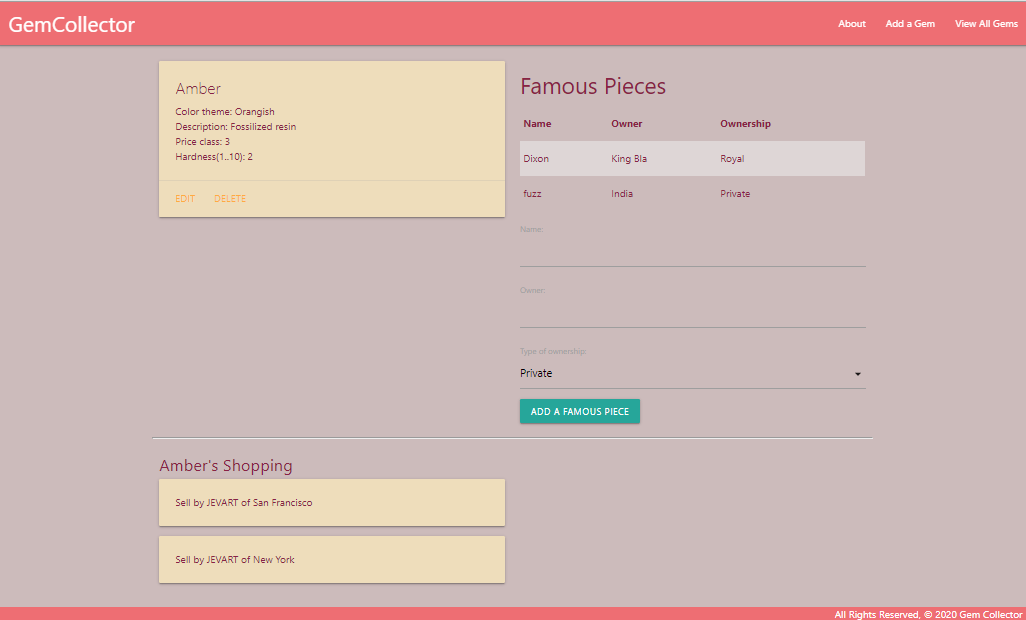 GemCollector
About Add a Gem View All Gems
Amber
Color theme: Orangish
Description: Fossilized resin
Price class: 3
Hardness(1..10): 2
EDIT DELETE
Famous Pieces
Name Owner Ownership
Dixon King Bla Royal
fuzz India Private
Name:
Owner:
Type of ownership:
Private
ADD A FAMOUS PIECE
Amber's Shopping
Sell by JEVART of San Francisco
Sell by JEVART of New York
All Rights Reserved, © 2020 Gem Collector